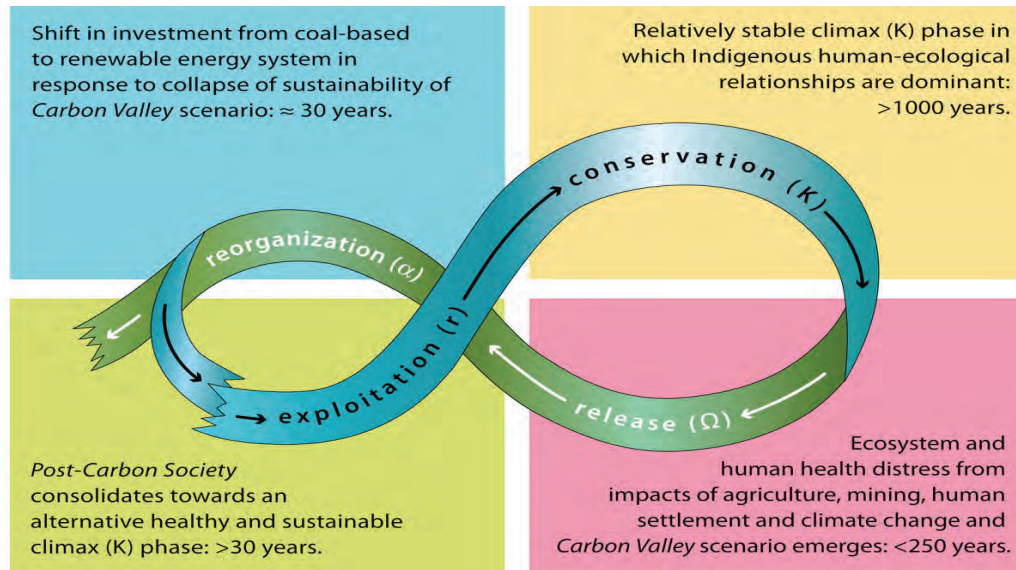 Shift in investment from coal-based
to renewable energy system in
response to collapse of sustainability of
Carbon Valley scenario: ≈ 30 years.
Relatively stable climax (K) phase in
which Indigenous human-ecological
relationships are dominant:
>1000 years.
conservation (K)
reorganization (α)
exploitation (r)
release (Ω)
Post-Carbon Society
consolidates towards an
alternative healthy and sustainable
climax (K) phase: >30 years.
Ecosystem and
human health distress from
impacts of agriculture, mining, human
settlement and climate change and
Carbon Valley scenario emerges: <250 years.